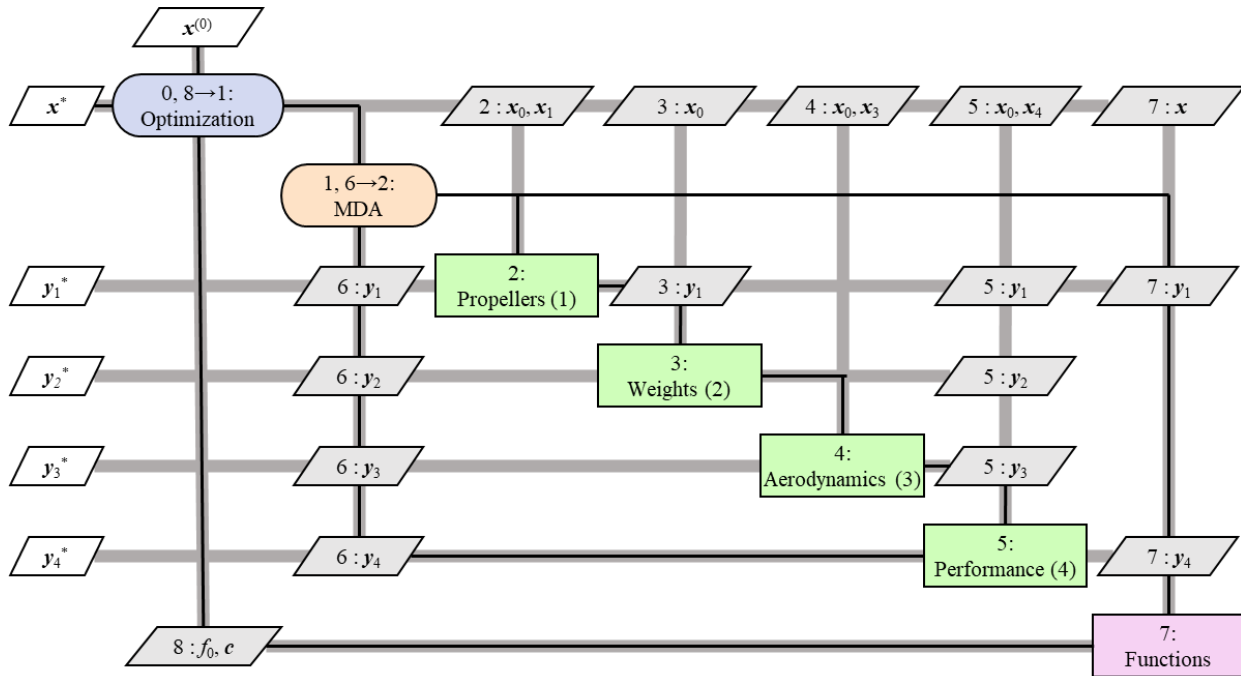 x(0)
x*
0, 8→1:
Optimization
2 : x0, x1
3 : x0
4 : x0, x3
5 : x0, x4
7 : x
1, 6→2:
MDA
y1*
6 : y1
2:
Propellers (1)
3 : y1
5 : y1
7 : y1
y2*
6 : y2
3:
Weights (2)
5 : y2
y3*
6 : y3
4:
Aerodynamics (3)
5 : y3
y4*
6 : y4
5:
Performance (4)
7 : y4
8 : f0, c
7:
Functions